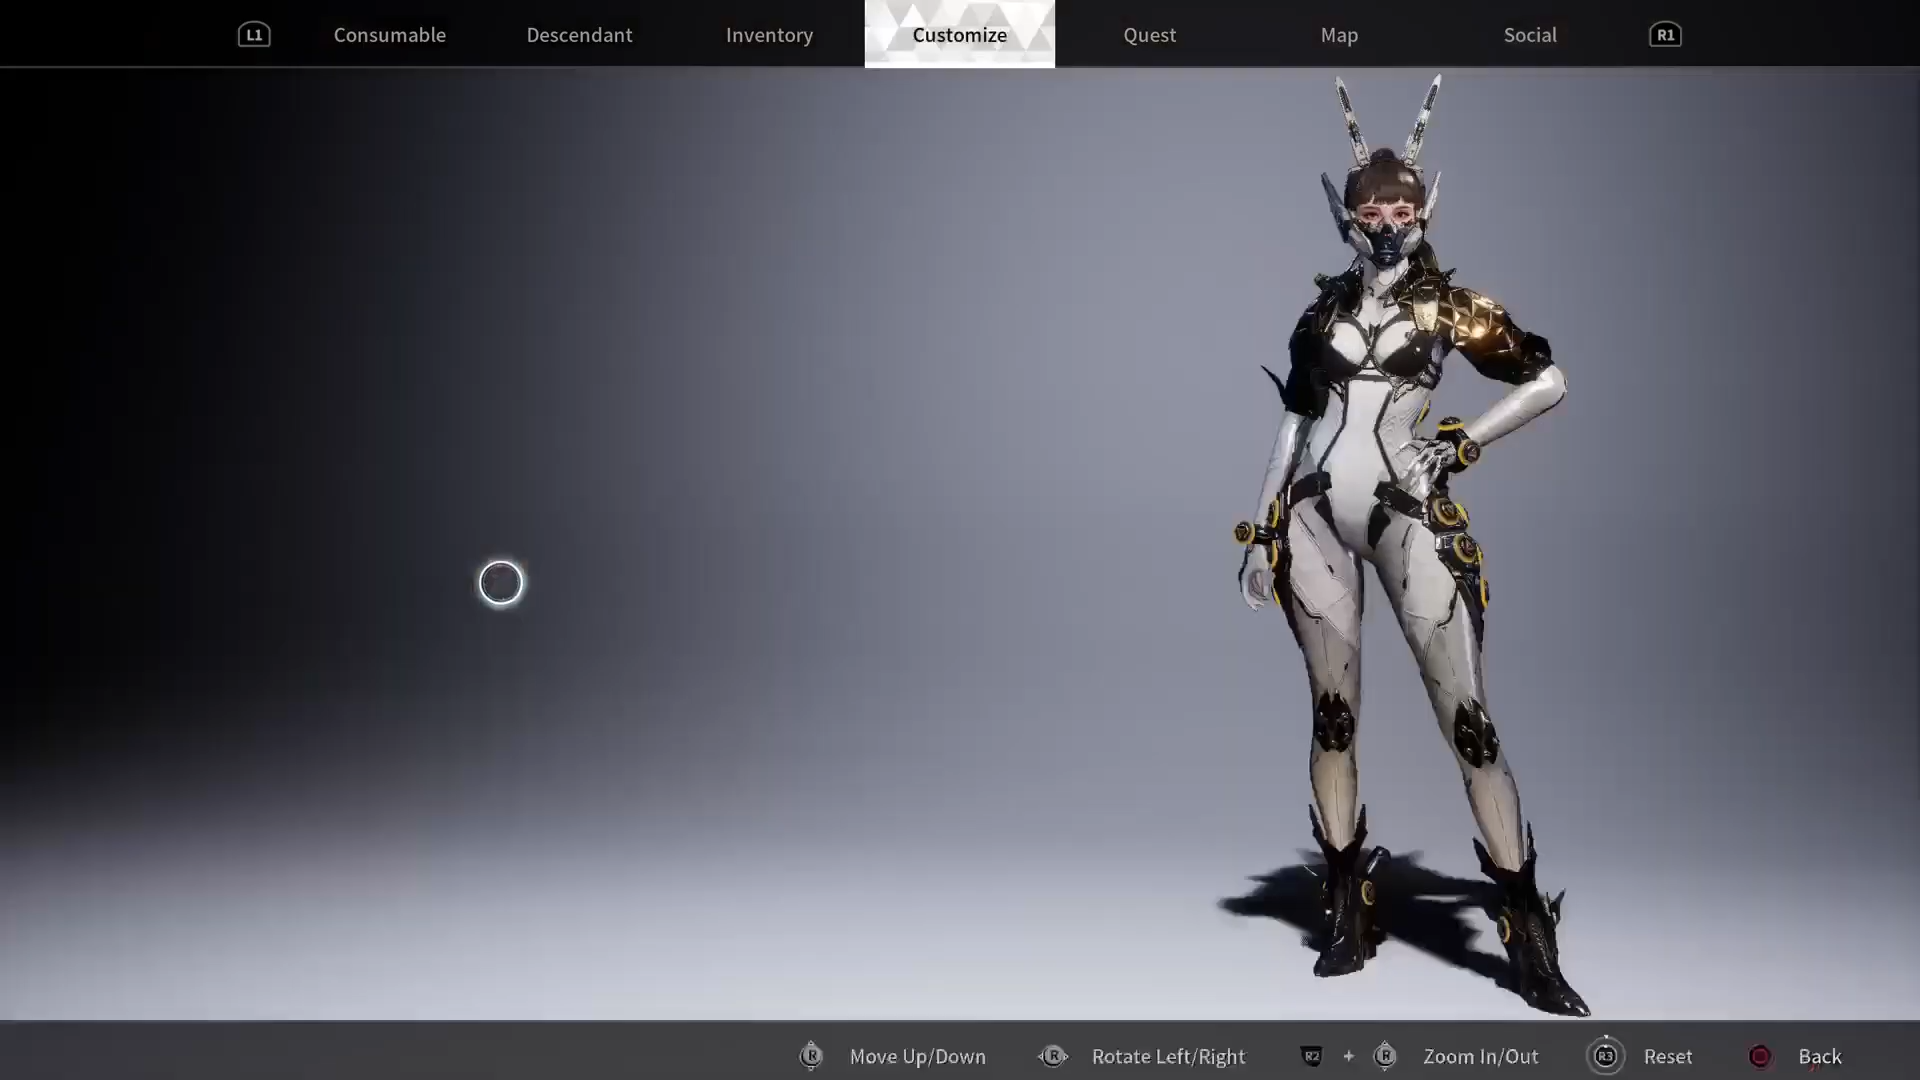 L1 Consumable Descendant Inventory Customize Quest Map Social R1
R Move Up/Down R Rotate Left/Right R2 + R Zoom In/Out R3 Reset Back